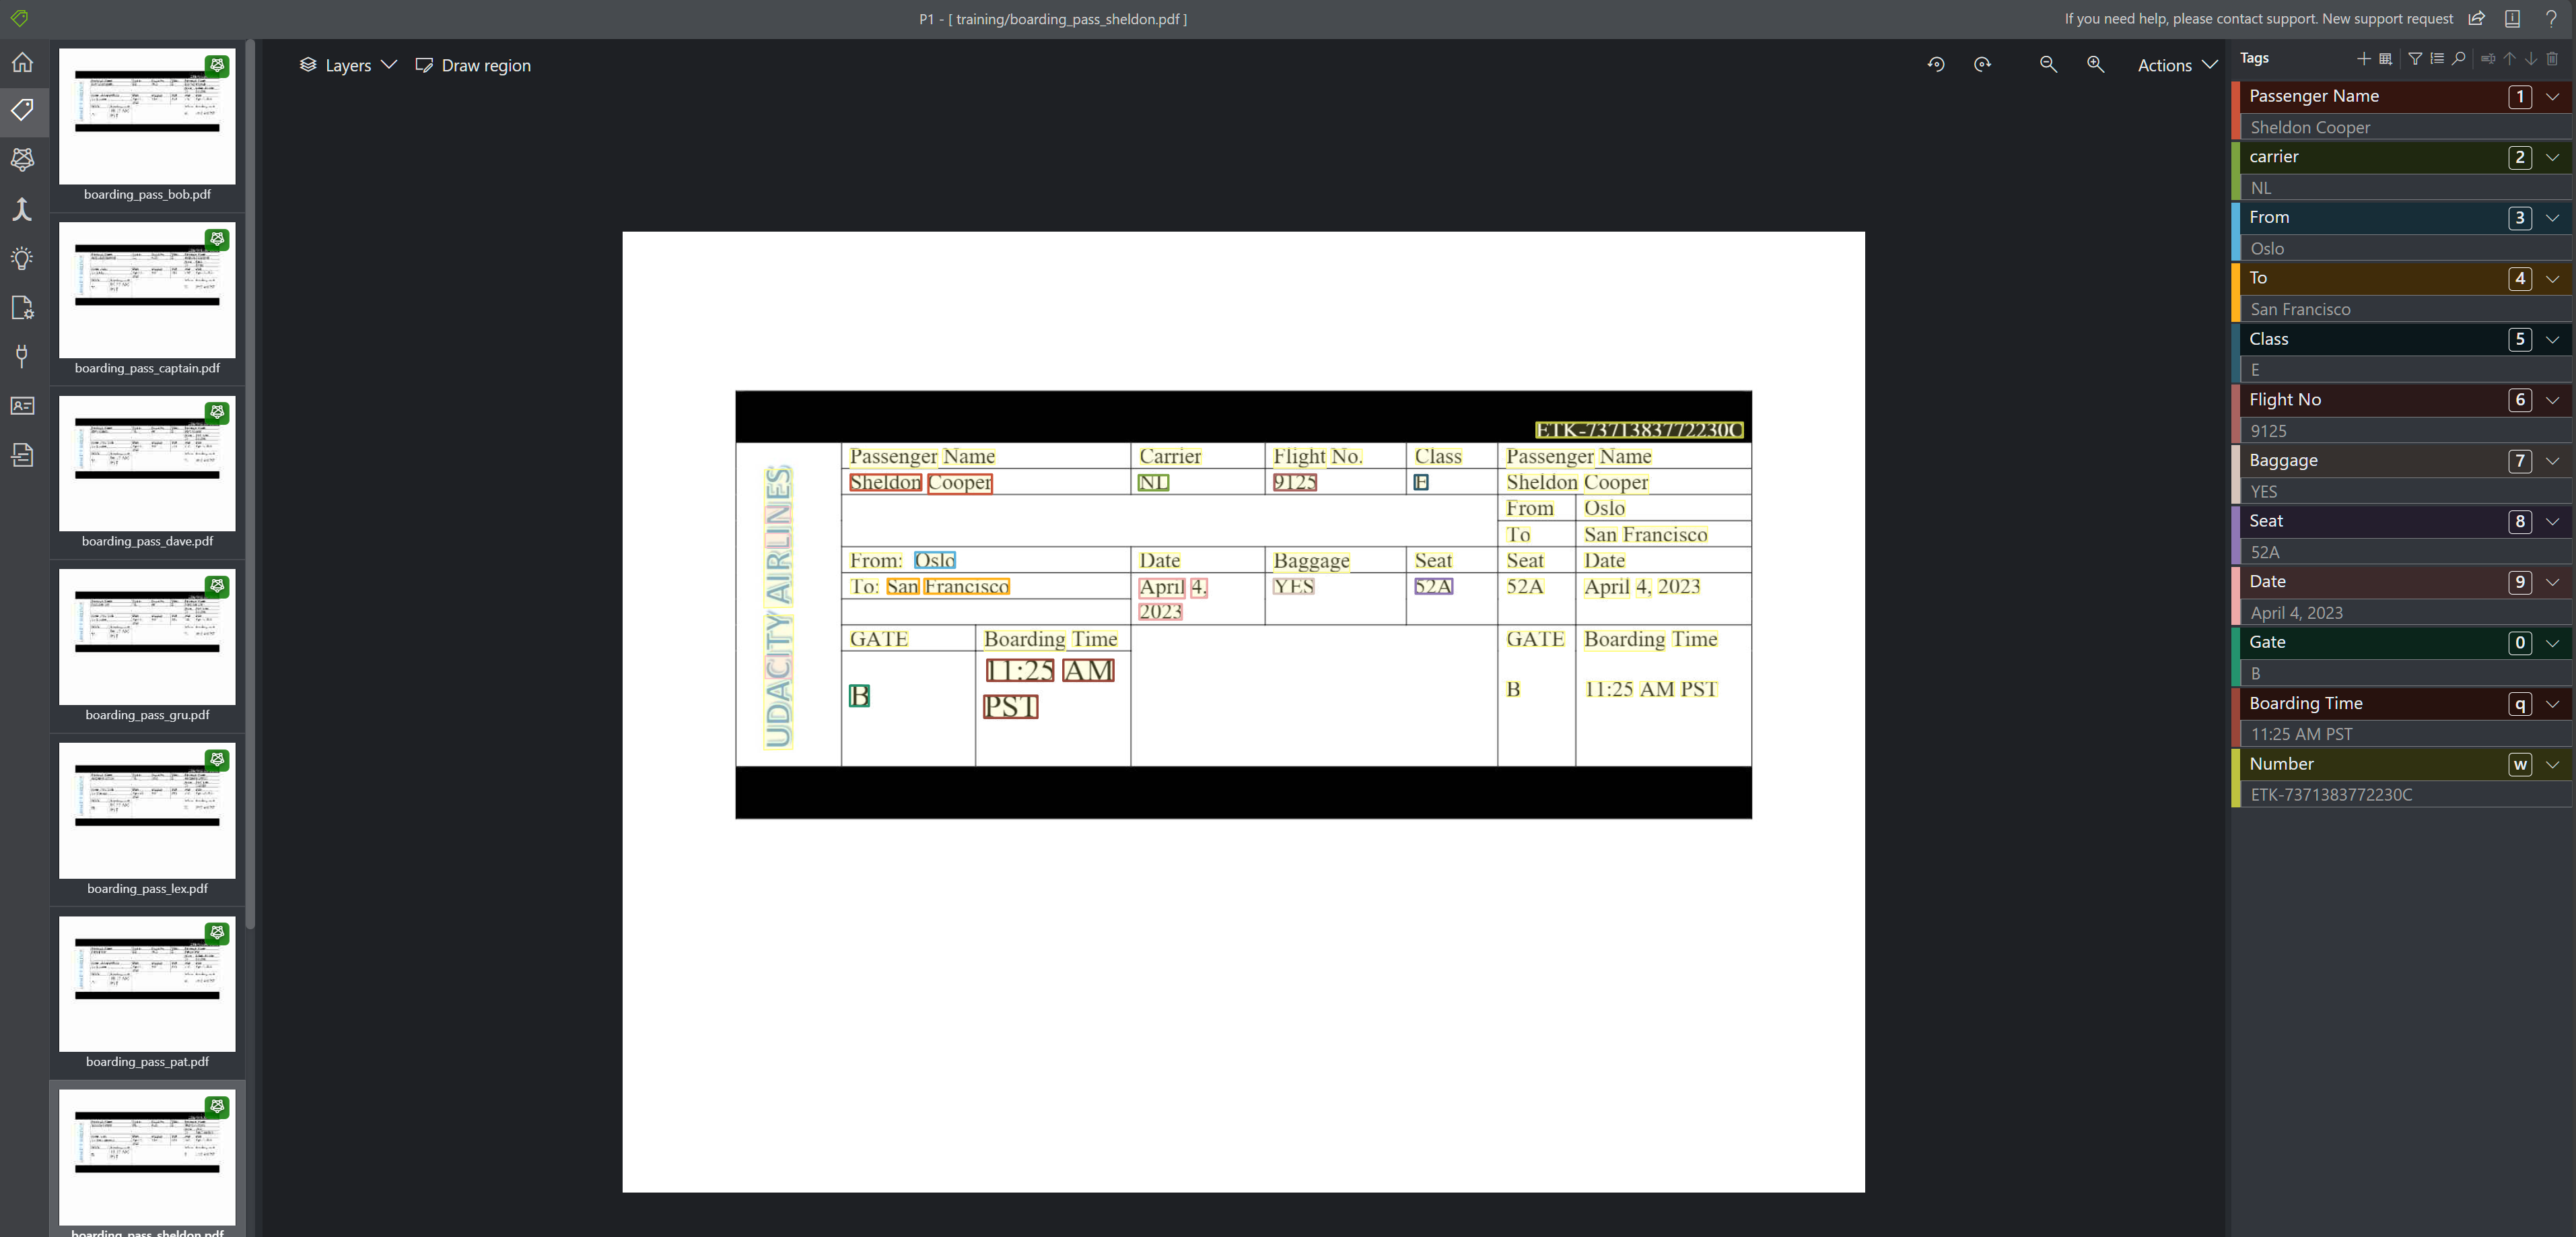 P1 - [ training/boarding_pass_sheldon.pdf ]
If you need help, please contact support. New support request
boarding_pass_bob.pdf
boarding_pass_captain.pdf
boarding_pass_dave.pdf
boarding_pass_gru.pdf
boarding_pass_lex.pdf
boarding_pass_pat.pdf
boarding_pass_sheldon.pdf
Layers
Draw region
Actions
ETK-7371383772230C
UDACITY AIRLINES
Passenger Name Carrier Flight No. Class Passenger Name
Sheldon Cooper NL 9125 E Sheldon Cooper
From Oslo
To San Francisco
From: Oslo Date Baggage Seat Seat Date
To: San Francisco April 4, YES 52A 52A April 4, 2023
2023
GATE Boarding Time GATE Boarding Time
11:25 AM
B B 11:25 AM PST
PST
Tags
Passenger Name 1
Sheldon Cooper
carrier 2
NL
From 3
Oslo
To 4
San Francisco
Class 5
E
Flight No 6
9125
Baggage 7
YES
Seat 8
52A
Date 9
April 4, 2023
Gate 0
B
Boarding Time q
11:25 AM PST
Number w
ETK-7371383772230C